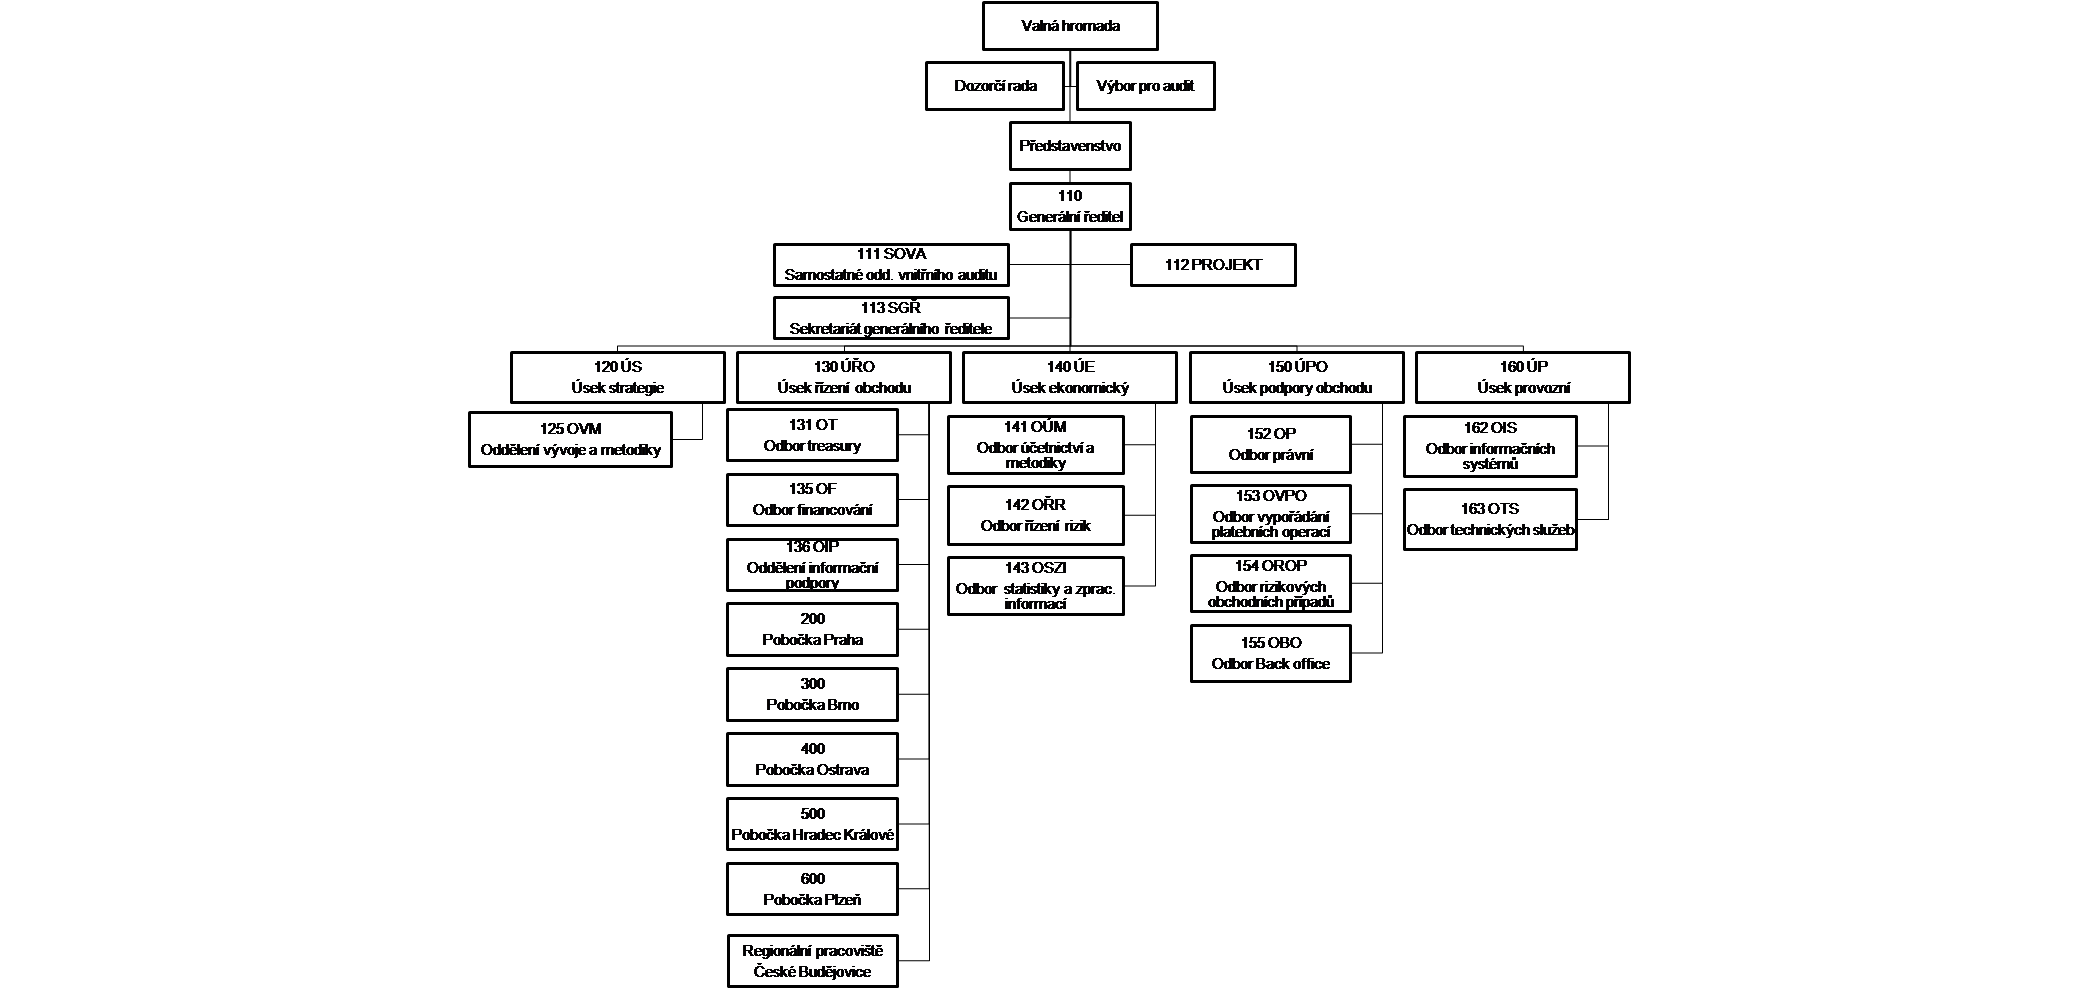 Valná hromada
Dozorčí rada
Výbor pro audit
Představenstvo
110
Generální ředitel
111 SOVA
Samostatné odd. vnitřního auditu
112 PROJEKT
113 SGŘ
Sekretariát generálního ředitele
120 ÚS
Úsek strategie
130 ÚŘO
Úsek řízení obchodu
140 ÚE
Úsek ekonomický
150 ÚPO
Úsek podpory obchodu
160 ÚP
Úsek provozní
125 OVM
Oddělení vývoje a metodiky
131 OT
Odbor treasury
135 OF
Odbor financování
136 OIP
Oddělení informační
podpory
200
Pobočka Praha
300
Pobočka Brno
400
Pobočka Ostrava
500
Pobočka Hradec Králové
600
Pobočka Plzeň
Regionální pracoviště
České Budějovice
141 OÚM
Odbor účetnictví a
metodiky
142 OŘR
Odbor řízení rizik
143 OSZI
Odbor statistiky a zprac.
informací
152 OP
Odbor právní
153 OVPO
Odbor vypořádání
platebních operací
154 OROP
Odbor rizikových
obchodních případů
155 OBO
Odbor Back office
162 OIS
Odbor informačních
systémů
163 OTS
Odbor technických služeb